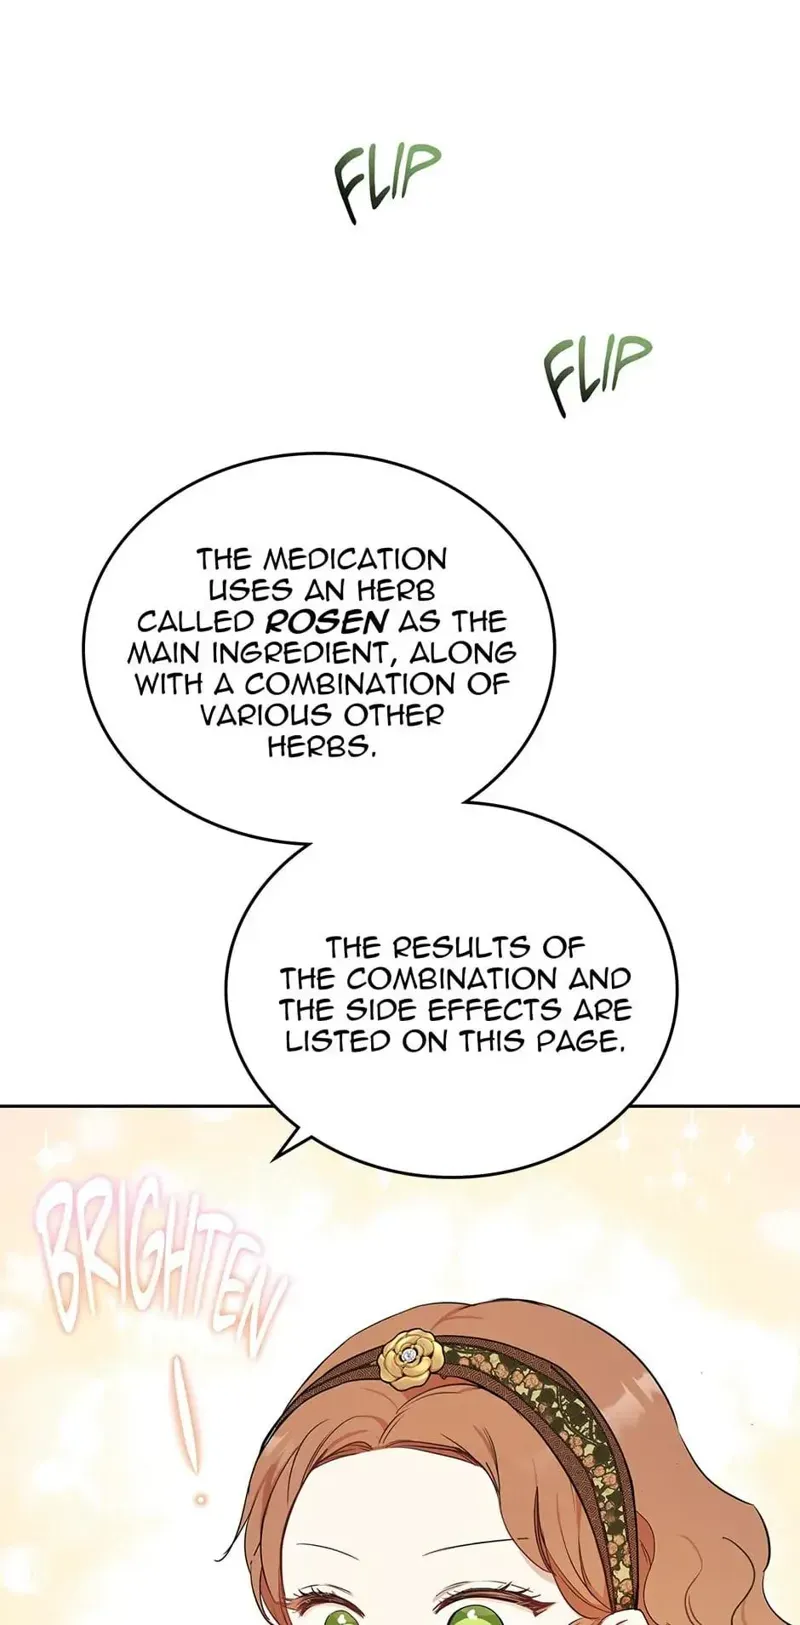 FLIP
FLIP
THE MEDICATION
USES AN HERB
CALLED ROSEN AS THE
MAIN INGREDIENT, ALONG
WITH A COMBINATION OF
VARIOUS OTHER
HERBS.
THE RESULTS OF
THE COMBINATION AND
THE SIDE EFFECTS ARE
LISTED ON THIS PAGE.
BRIGHTEN